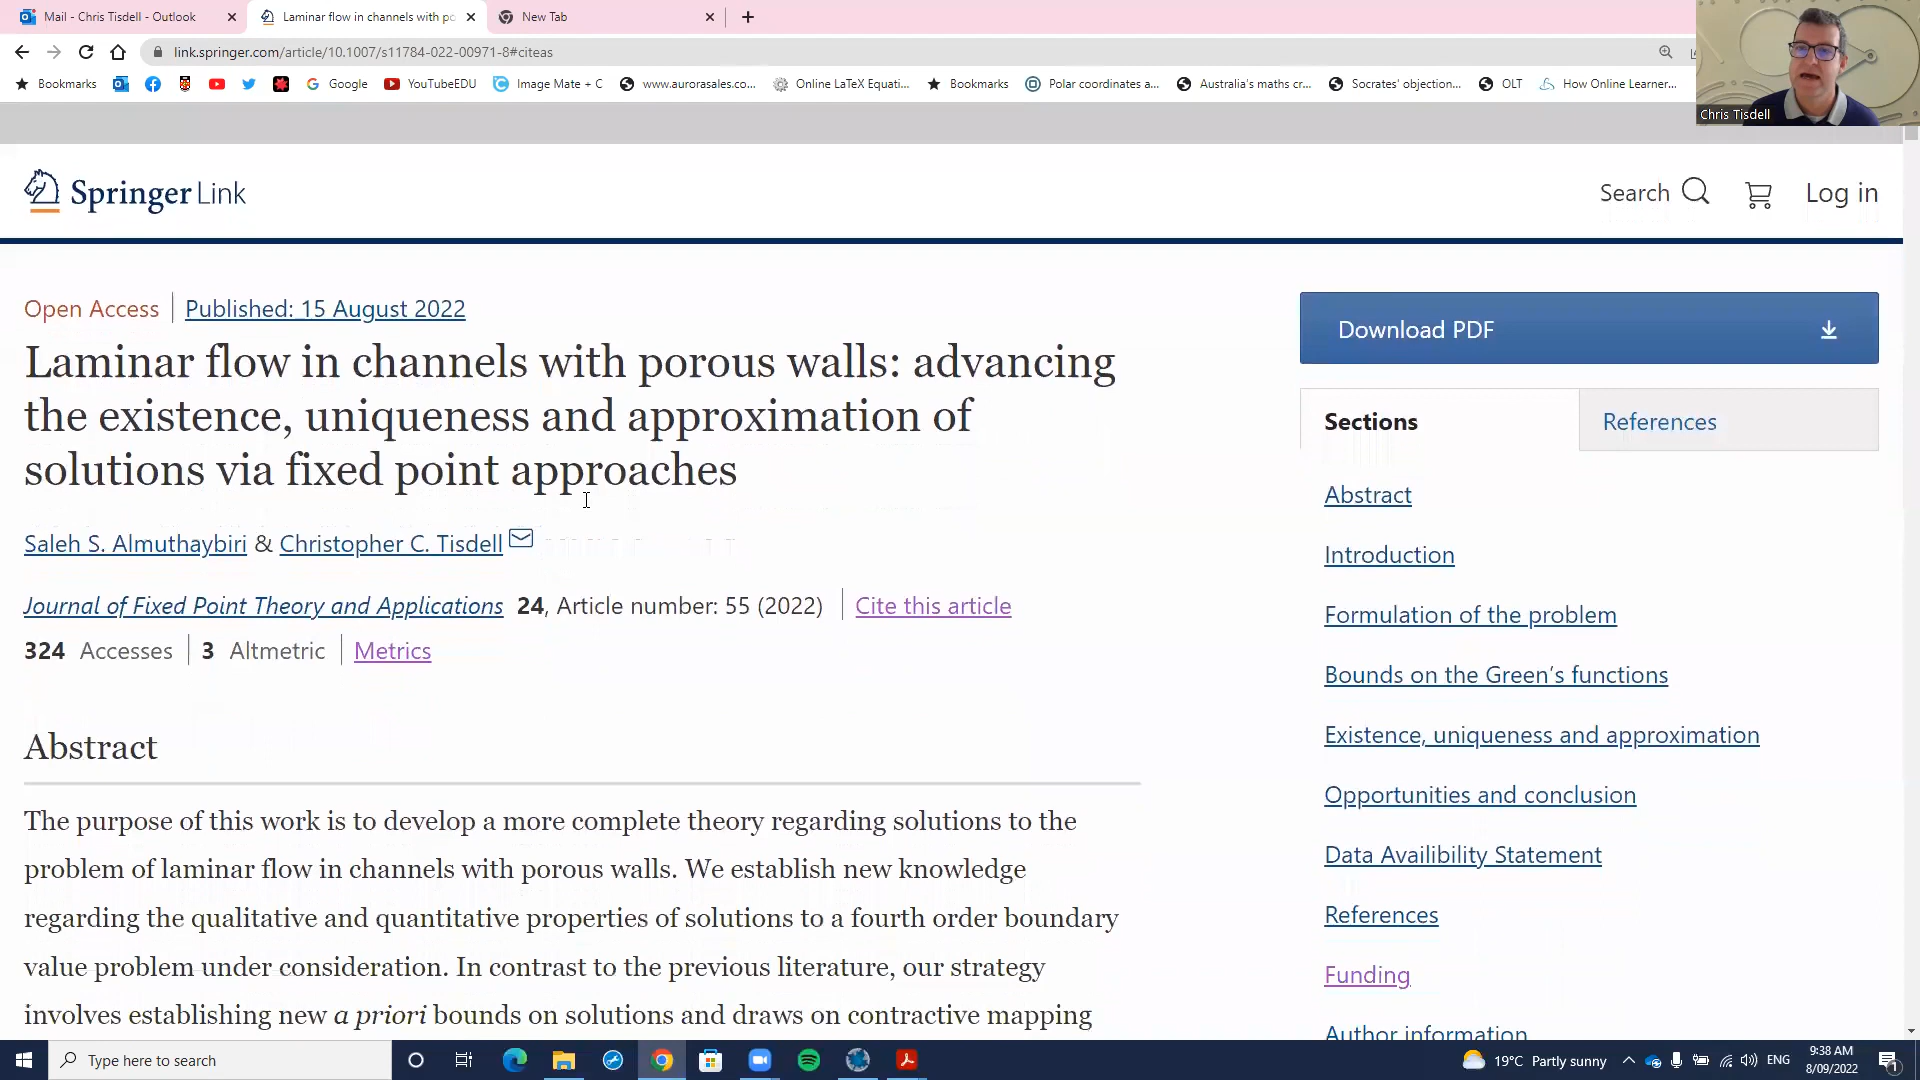 Mail - Chris Tisdell - Outlook
Laminar flow in channels with po
New Tab
link.springer.com/article/10.1007/s11784-022-00971-8#citeas
Bookmarks
Google
YouTubeEDU
Image Mate + C
www.aurorasales.co...
Online LaTeX Equati...
Bookmarks
Polar coordinates a...
Australia's maths cr...
Socrates' objection...
OLT
How Online Learner...
Chris Tisdell
Springer Link
Search
Log in
Open Access
Published: 15 August 2022
Laminar flow in channels with porous walls: advancing
the existence, uniqueness and approximation of
solutions via fixed point approaches
Saleh S. Almuthaybiri & Christopher C. Tisdell
Journal of Fixed Point Theory and Applications 24, Article number: 55 (2022) Cite this article
324 Accesses 3 Altmetric Metrics
Abstract
The purpose of this work is to develop a more complete theory regarding solutions to the
problem of laminar flow in channels with porous walls. We establish new knowledge
regarding the qualitative and quantitative properties of solutions to a fourth order boundary
value problem under consideration. In contrast to the previous literature, our strategy
involves establishing new a priori bounds on solutions and draws on contractive mapping
Download PDF
Sections
References
Abstract
Introduction
Formulation of the problem
Bounds on the Green's functions
Existence, uniqueness and approximation
Opportunities and conclusion
Data Availibility Statement
References
Funding
Author information
Type here to search
19°C Partly sunny
ENG
9:38 AM
8/09/2022
1